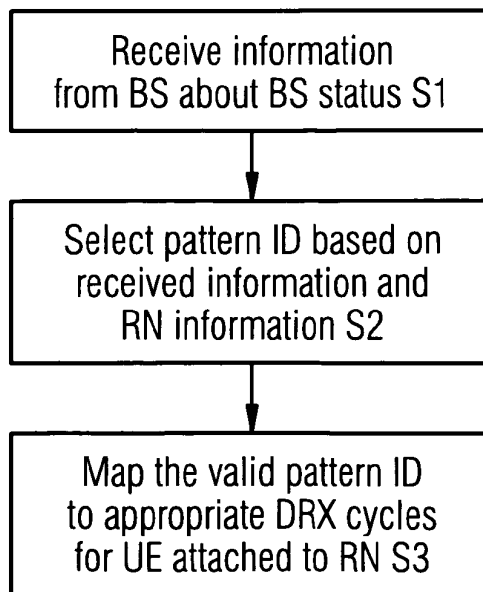 Receive information
from BS about BS status S1
Select pattern ID based on
received information and
RN information S2
Map the valid pattern ID
to appropriate DRX cycles
for UE attached to RN S3